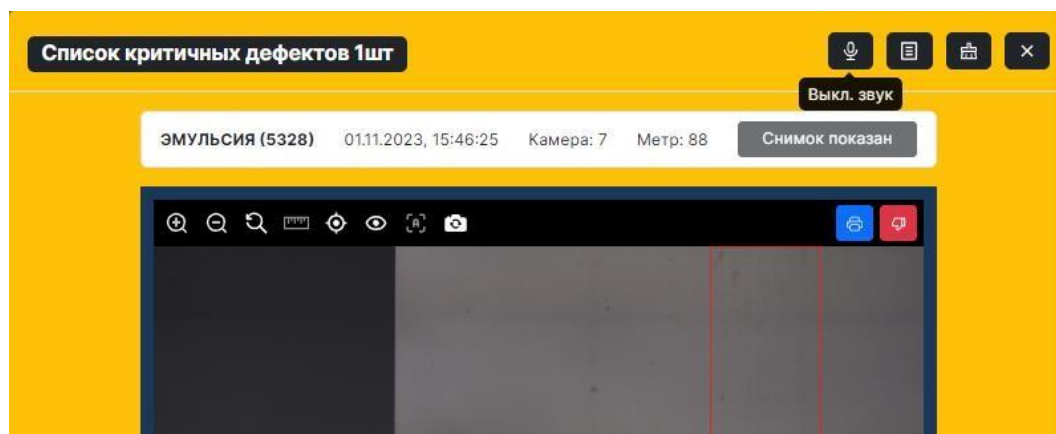 Список критичных дефектов 1шт
Выкл. звук
ЭМУЛЬСИЯ (5328) 01.11.2023, 15:46:25 Камера: 7 Метр: 88 Снимок показан